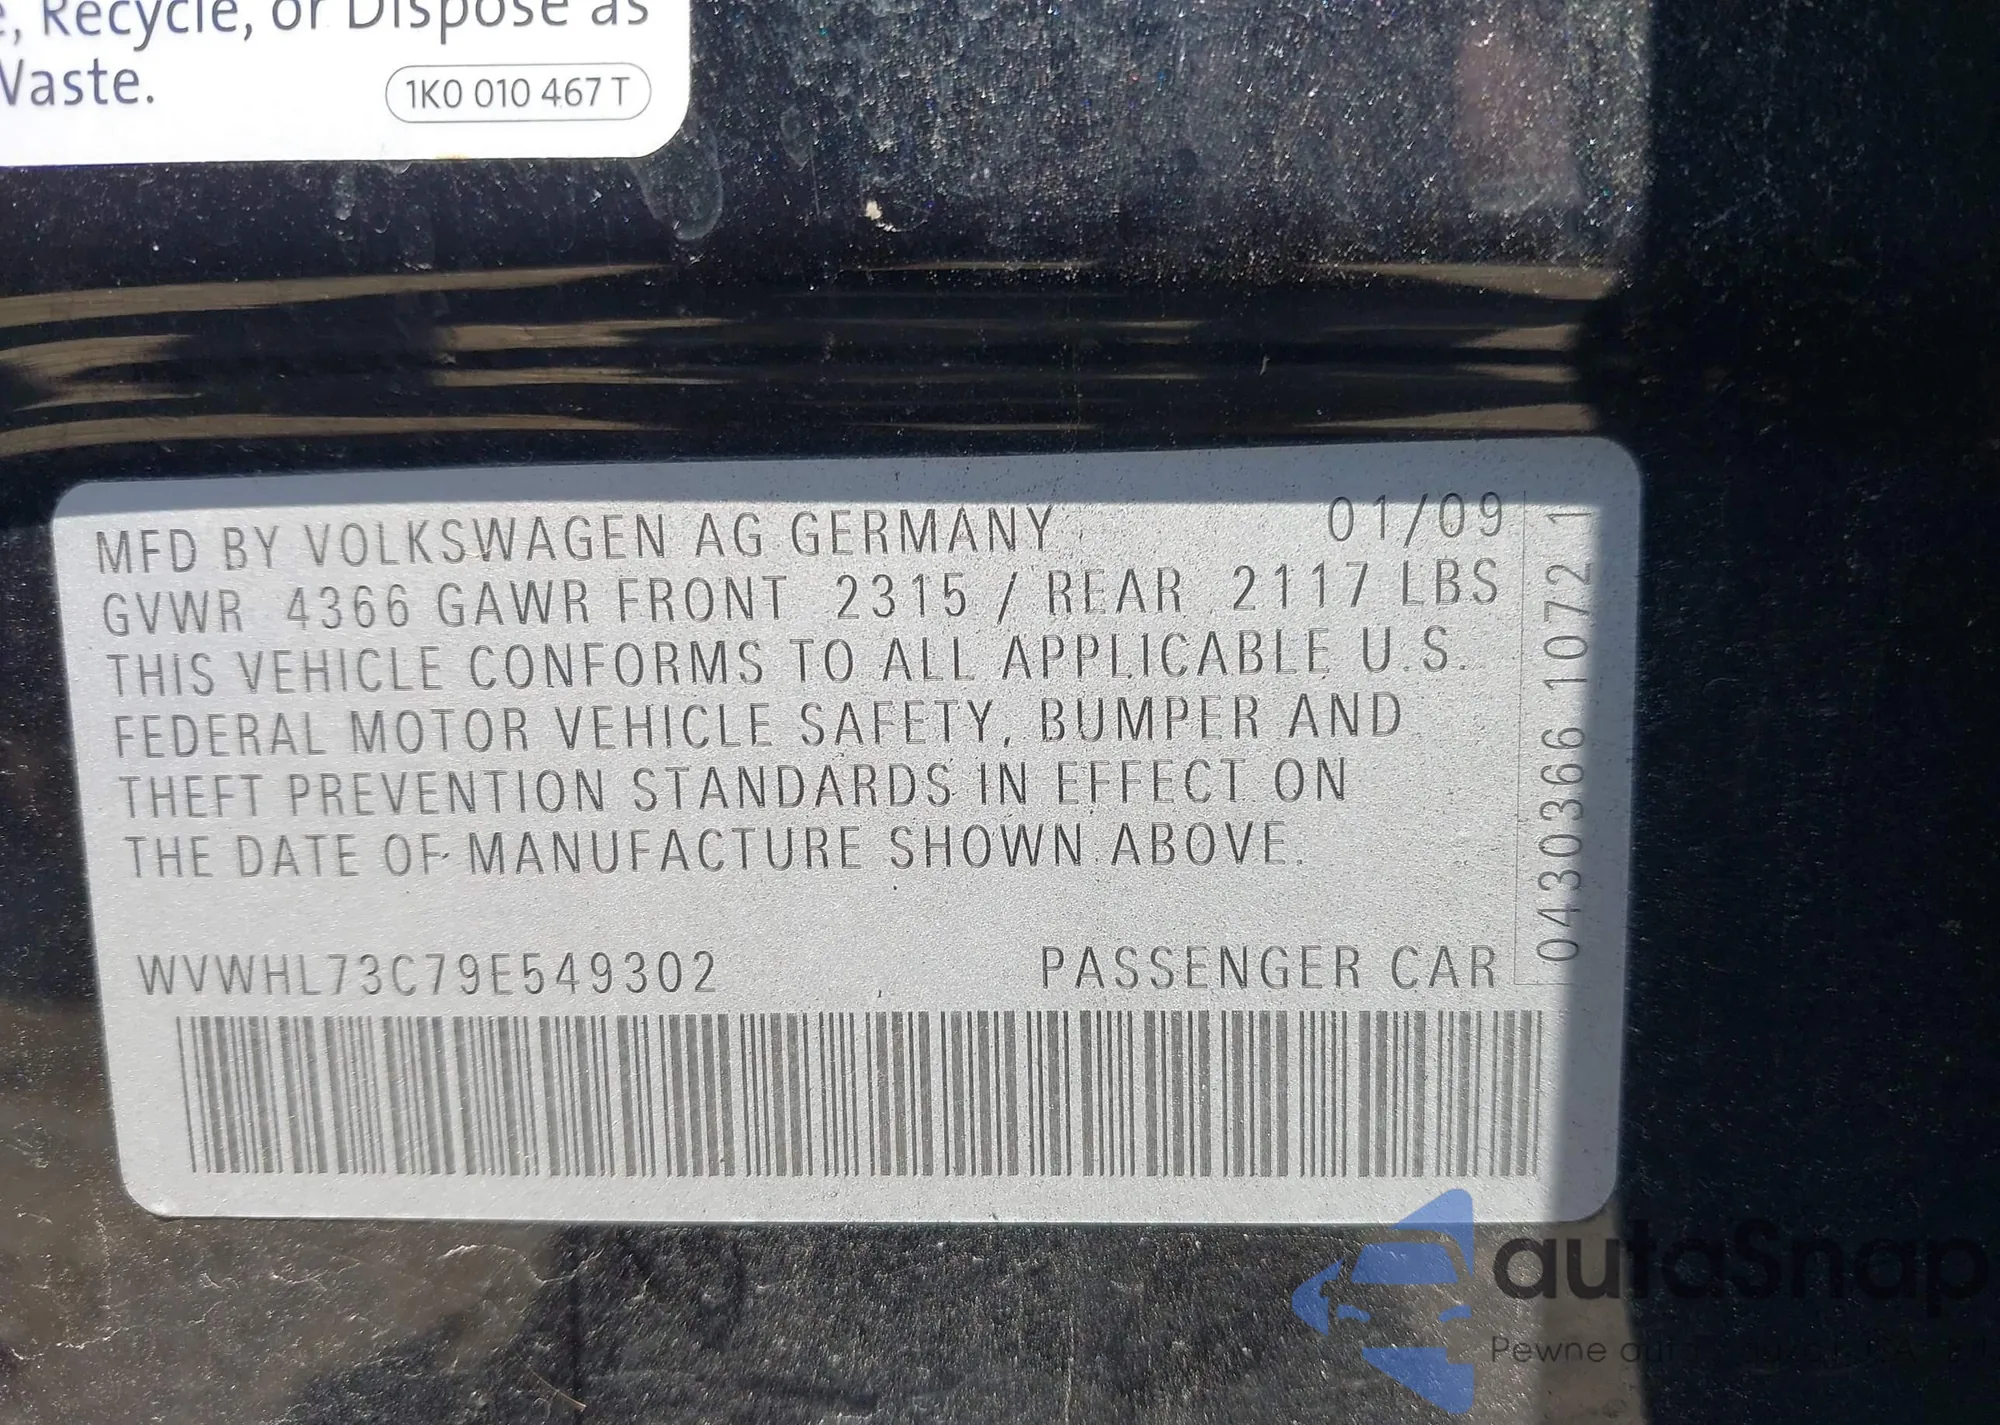 , Recycle, or Dispose as
Waste.
1K0 010 467 T
MFD BY VOLKSWAGEN AG GERMANY 01/09
GVWR 4366 GAWR FRONT 2315 / REAR 2117 LBS
THIS VEHICLE CONFORMS TO ALL APPLICABLE U.S.
FEDERAL MOTOR VEHICLE SAFETY, BUMPER AND
THEFT PREVENTION STANDARDS IN EFFECT ON
THE DATE OF MANUFACTURE SHOWN ABOVE.
WVWHL73C79E549302 PASSENGER CAR
0430366 1072 1
autaSnap
Pewne